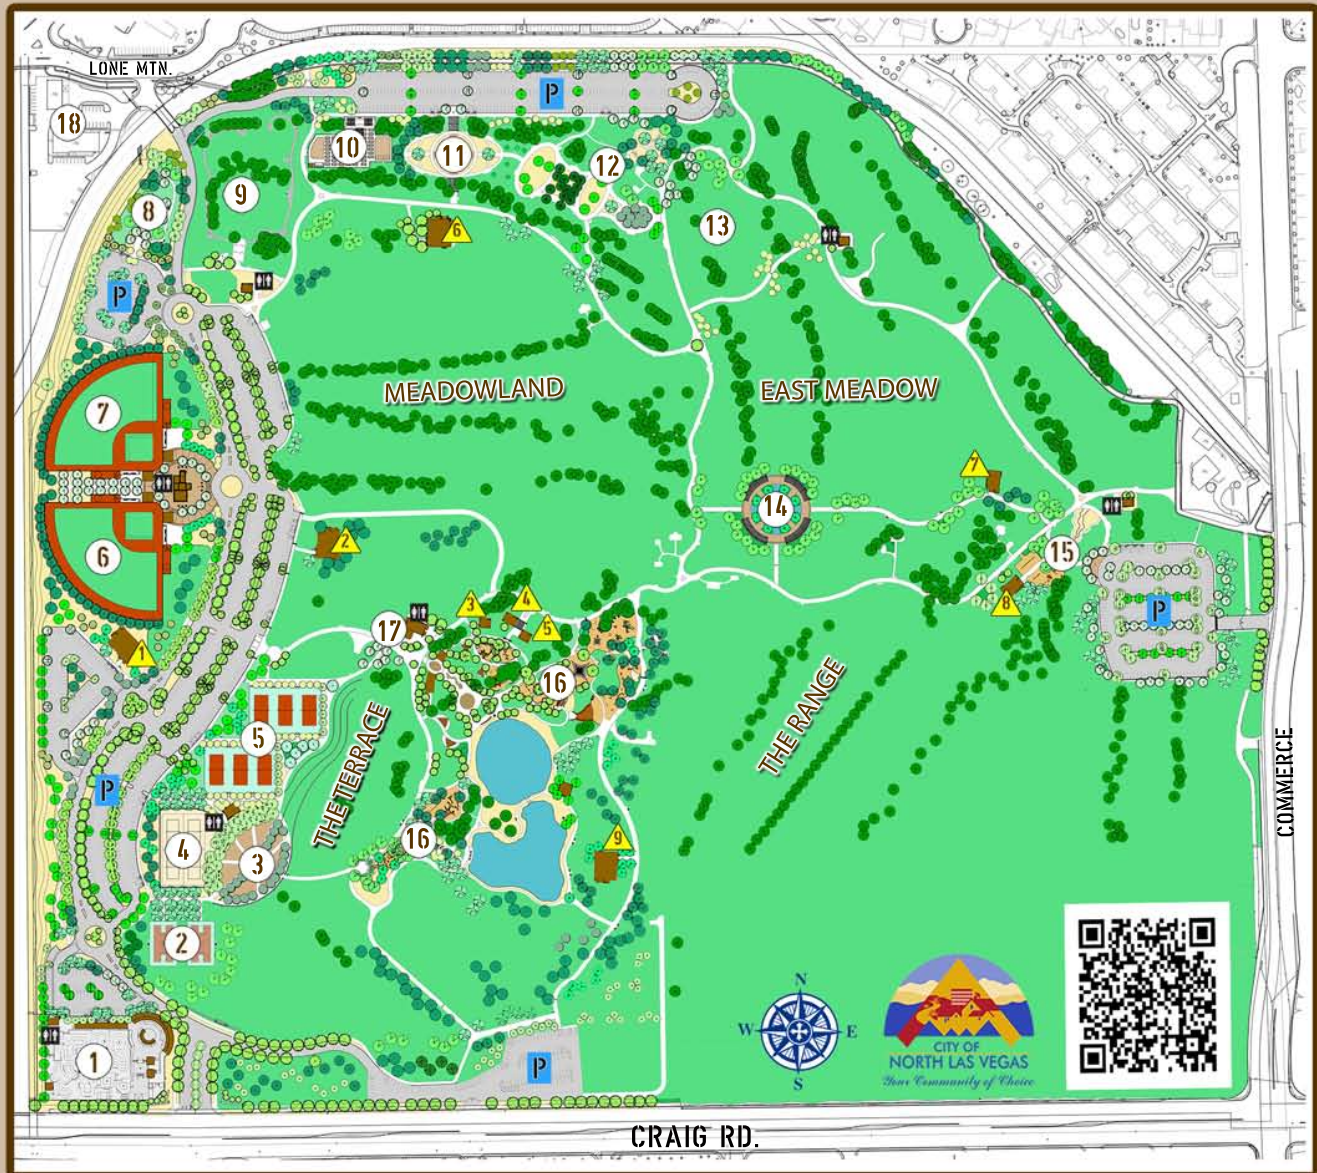 LONE MTN.
18
P
10
11
12
8
9
6
13
P
7
MEADOWLAND
EAST MEADOW
7
14
6
2
15
3
4
8
P
17
5
1
16
THE RANGE
5
THE TERRACE
COMMERCE
P
16
9
4
3
2
N
W
E
S
CITY OF
NORTH LAS VEGAS
Your Community of Choice
1
P
CRAIG RD.